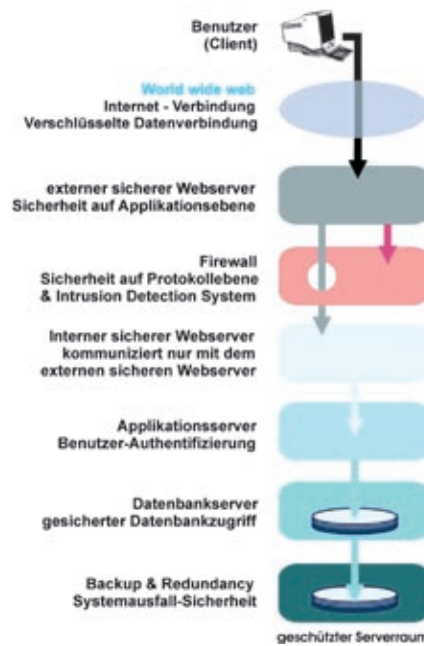 Benutzer
(Client)
World wide web
Internet - Verbindung
Verschlüsselte Datenverbindung
externer sicherer Webserver
Sicherheit auf Applikationsebene
Firewall
Sicherheit auf Protokollebene
& Intrusion Detection System
Interner sicherer Webserver
kommuniziert nur mit dem
externen sicheren Webserver
Applikationsserver
Benutzer-Authentifizierung
Datenbankserver
gesicherter Datenbankzugriff
Backup & Redundancy
Systemausfall-Sicherheit
geschützter Serverraum